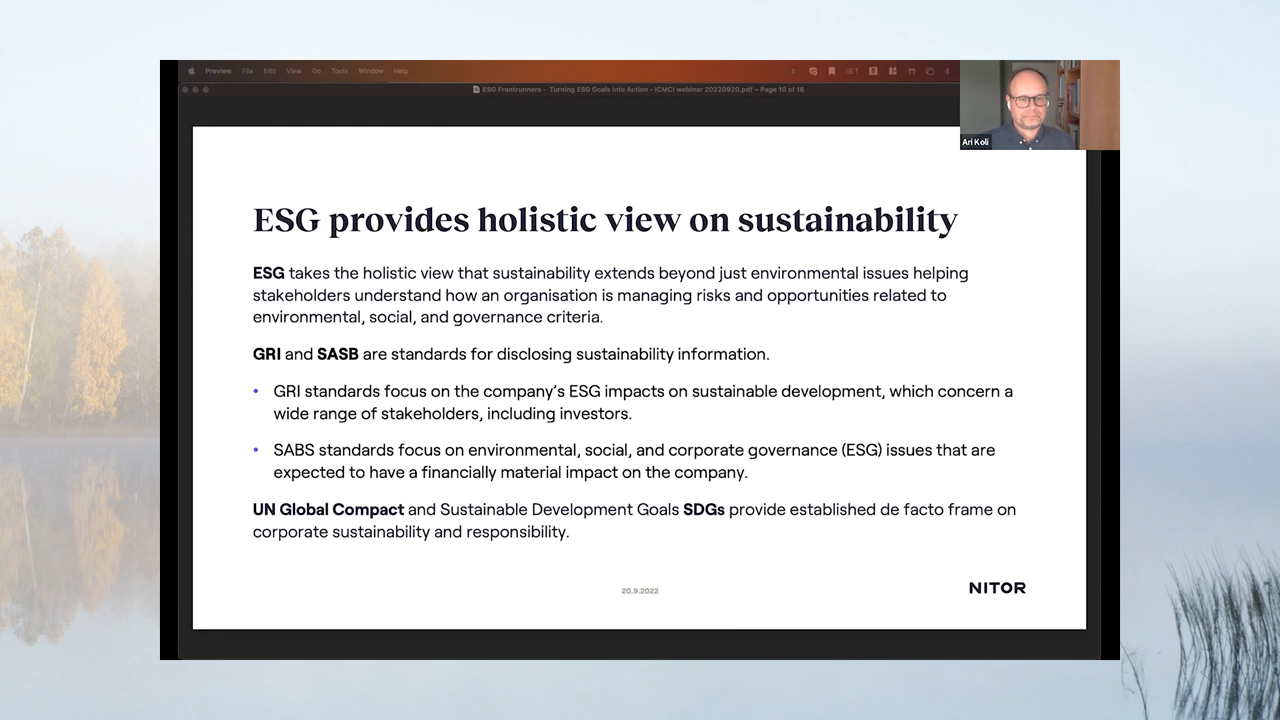 Preview File Edit View Go Tools Window Help
ESG Frontrunners - Turning ESG Goals into Action - ICMCI webinar 20220920.pdf – Page 10 of 16
Ari Koli
ESG provides holistic view on sustainability
ESG takes the holistic view that sustainability extends beyond just environmental issues helping
stakeholders understand how an organisation is managing risks and opportunities related to
environmental, social, and governance criteria.
GRI and SASB are standards for disclosing sustainability information.
• GRI standards focus on the company's ESG impacts on sustainable development, which concern a
wide range of stakeholders, including investors.
• SABS standards focus on environmental, social, and corporate governance (ESG) issues that are
expected to have a financially material impact on the company.
UN Global Compact and Sustainable Development Goals SDGs provide established de facto frame on
corporate sustainability and responsibility.
20.9.2022
NITOR